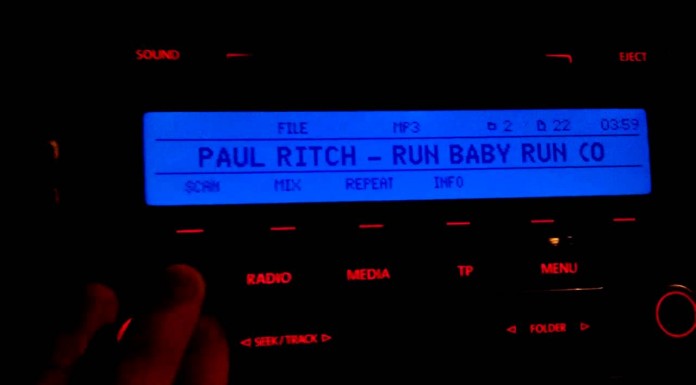 SOUND EJECT
FILE MP3 2 22 03:59
PAUL RITCH - RUN BABY RUN CO
SCAN MIX REPEAT INFO
RADIO MEDIA TP MENU
SEEK / TRACK FOLDER